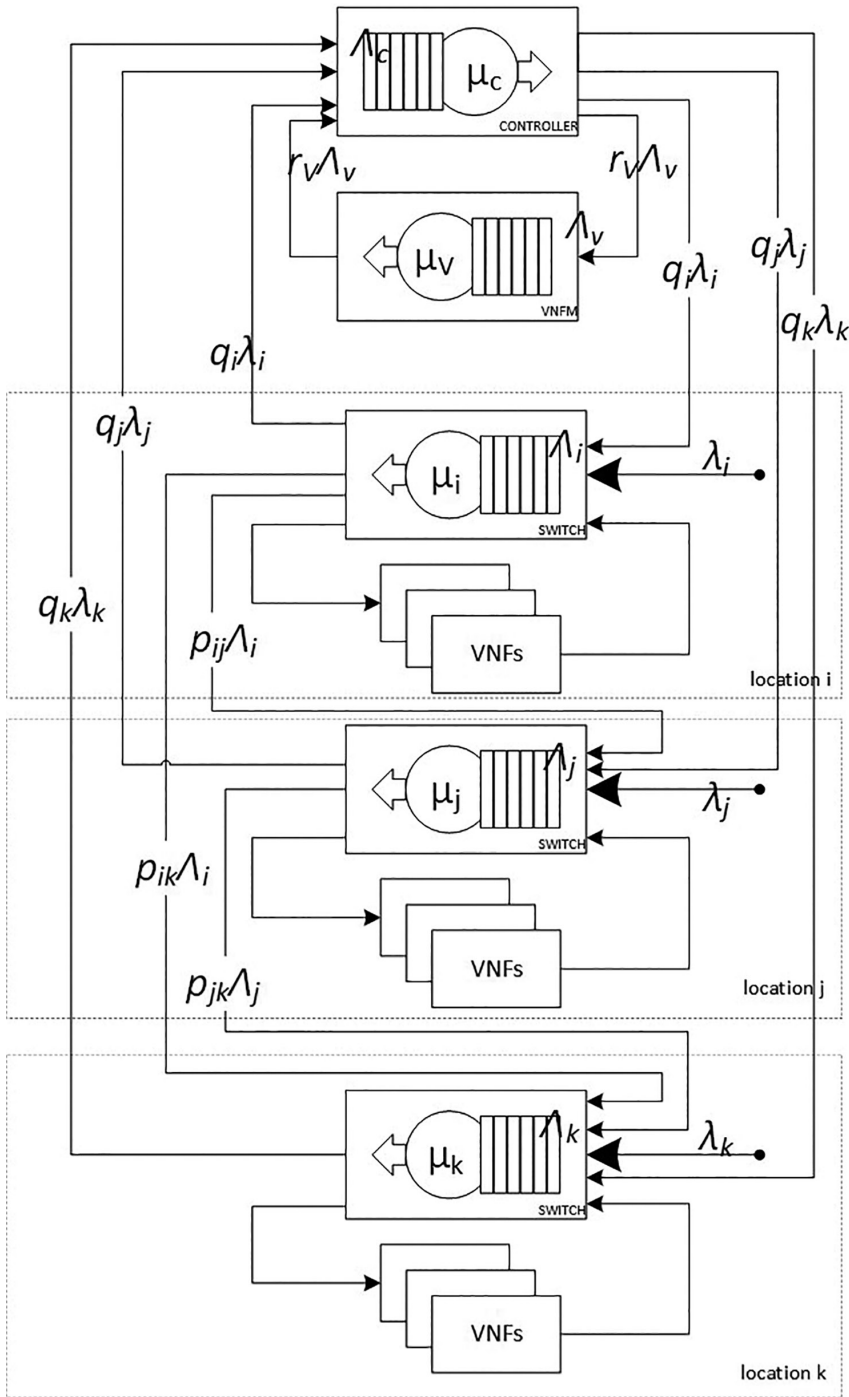 Λc
μc
CONTROLLER
rVΛv
rVΛv
Λv
μV
VNFM
qjλj
qiλi
qkλk
qiλi
qjλj
Λi
μi
λi
SWITCH
qkλk
pijΛi
VNFs
location i
Λj
μj
λj
SWITCH
pikΛi
VNFs
pjkΛj
location j
Λk
μk
λk
SWITCH
VNFs
location k